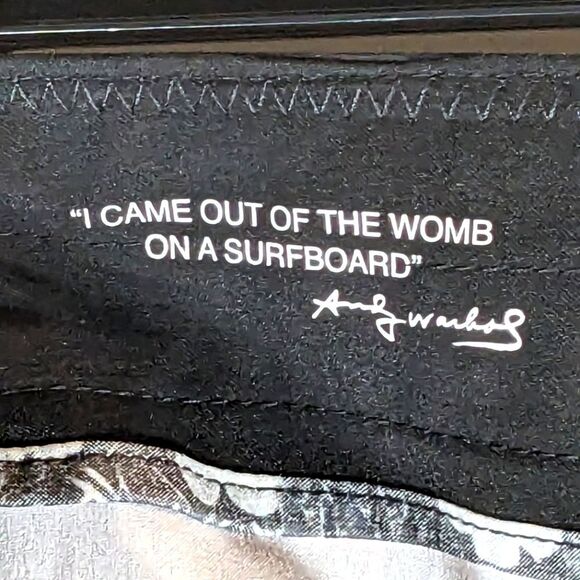 “I CAME OUT OF THE WOMB
ON A SURFBOARD”
Andy Warhol